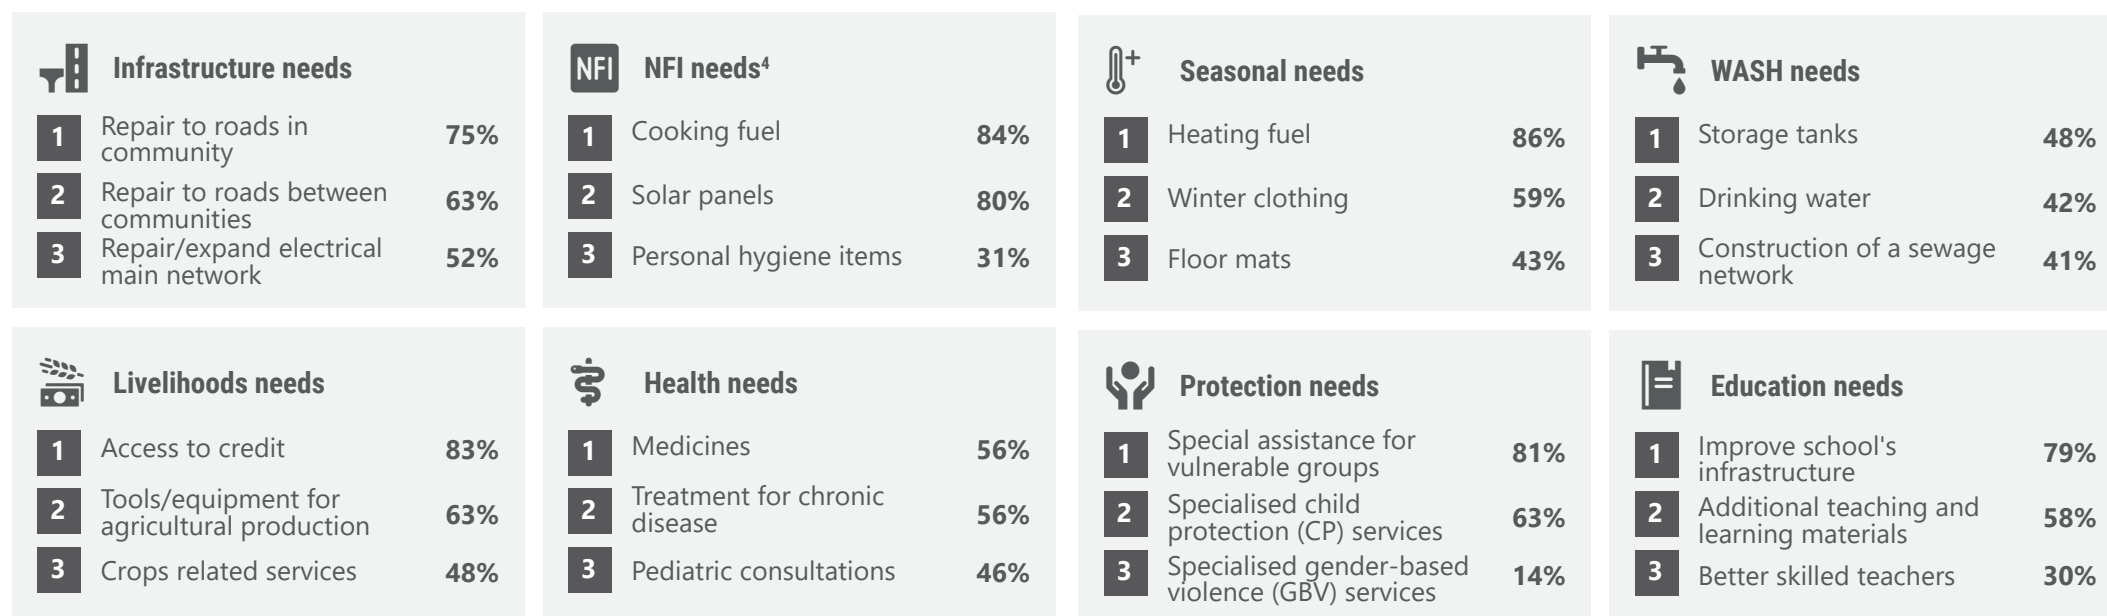 Infrastructure needs
1 Repair to roads in
community 75%
2 Repair to roads between
communities 63%
3 Repair/expand electrical
main network 52%
NFI NFI needs⁴
1 Cooking fuel 84%
2 Solar panels 80%
3 Personal hygiene items 31%
Seasonal needs
1 Heating fuel 86%
2 Winter clothing 59%
3 Floor mats 43%
WASH needs
1 Storage tanks 48%
2 Drinking water 42%
3 Construction of a sewage
network 41%
Livelihoods needs
1 Access to credit 83%
2 Tools/equipment for
agricultural production 63%
3 Crops related services 48%
Health needs
1 Medicines 56%
2 Treatment for chronic
disease 56%
3 Pediatric consultations 46%
Protection needs
1 Special assistance for
vulnerable groups 81%
2 Specialised child
protection (CP) services 63%
3 Specialised gender-based
violence (GBV) services 14%
Education needs
1 Improve school's
infrastructure 79%
2 Additional teaching and
learning materials 58%
3 Better skilled teachers 30%